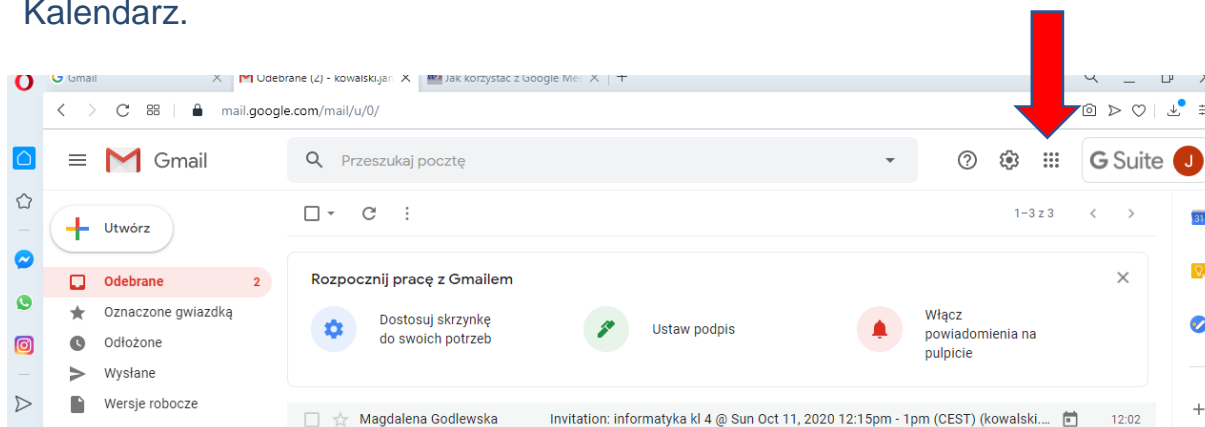 Kalendarz.
Gmail
Odebrane (2) - kowalski.jan
Jak korzystać z Google Mee
mail.google.com/mail/u/0/
Gmail
Przeszukaj pocztę
G Suite
J
Utwórz
1–3 z 3
31
Odebrane 2
Rozpocznij pracę z Gmailem
Oznaczone gwiazdką
Dostosuj skrzynkę
do swoich potrzeb
Ustaw podpis
Włącz
powiadomienia na
pulpicie
Odłożone
Wysłane
Wersje robocze
Magdalena Godlewska Invitation: informatyka kl 4 @ Sun Oct 11, 2020 12:15pm - 1pm (CEST) (kowalski.... 12:02